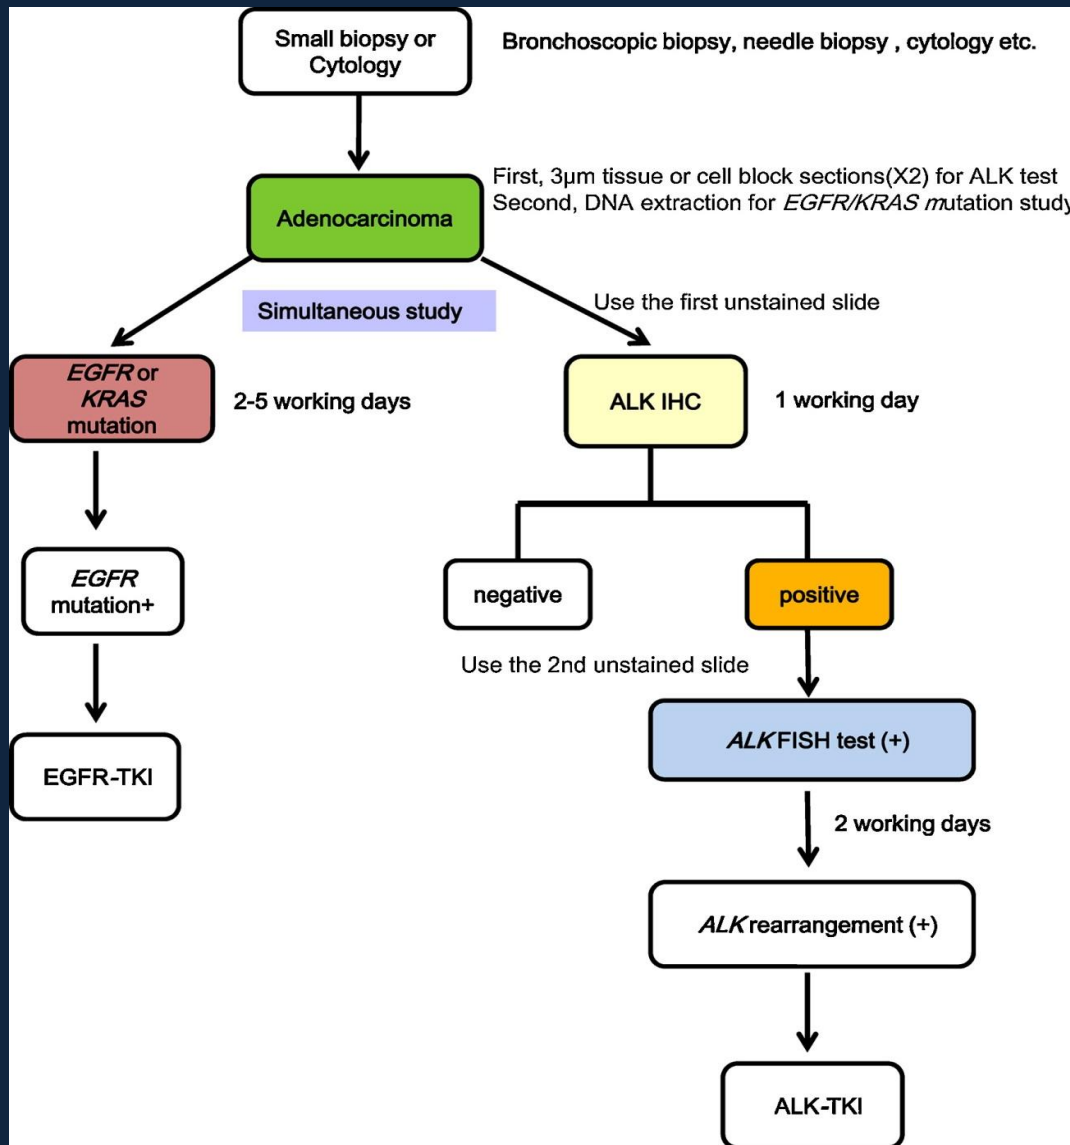 Small biopsy or
Cytology
Bronchoscopic biopsy, needle biopsy , cytology etc.
First, 3μm tissue or cell block sections(X2) for ALK test
Second, DNA extraction for EGFR/KRAS mutation study
Adenocarcinoma
Simultaneous study
Use the first unstained slide
EGFR or
KRAS
mutation
2-5 working days
ALK IHC
1 working day
EGFR
mutation+
negative
positive
Use the 2nd unstained slide
ALK FISH test (+)
EGFR-TKI
2 working days
ALK rearrangement (+)
ALK-TKI